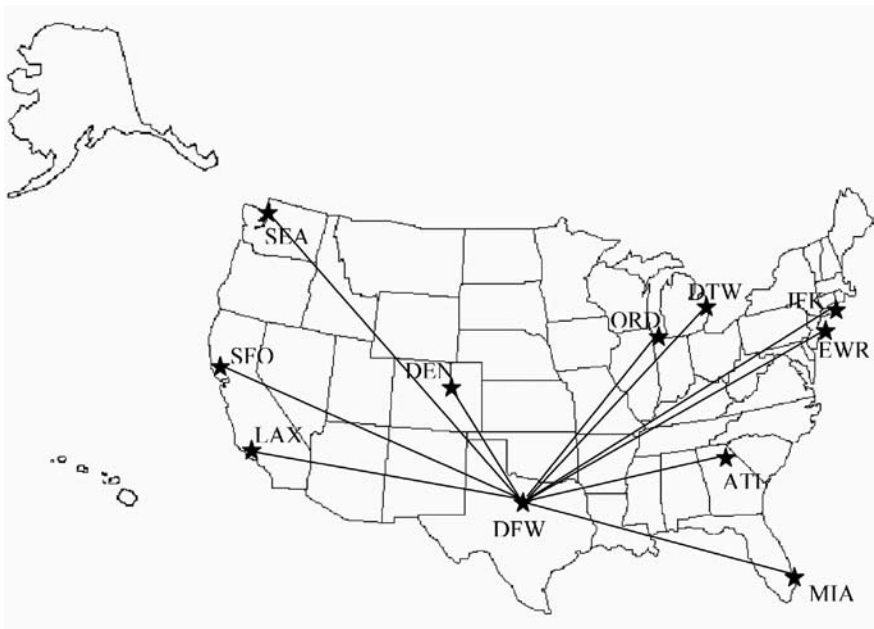 SEA
DTW
JFK
ORD
EWR
SFO
DEN
LAX
ATL
DFW
MIA